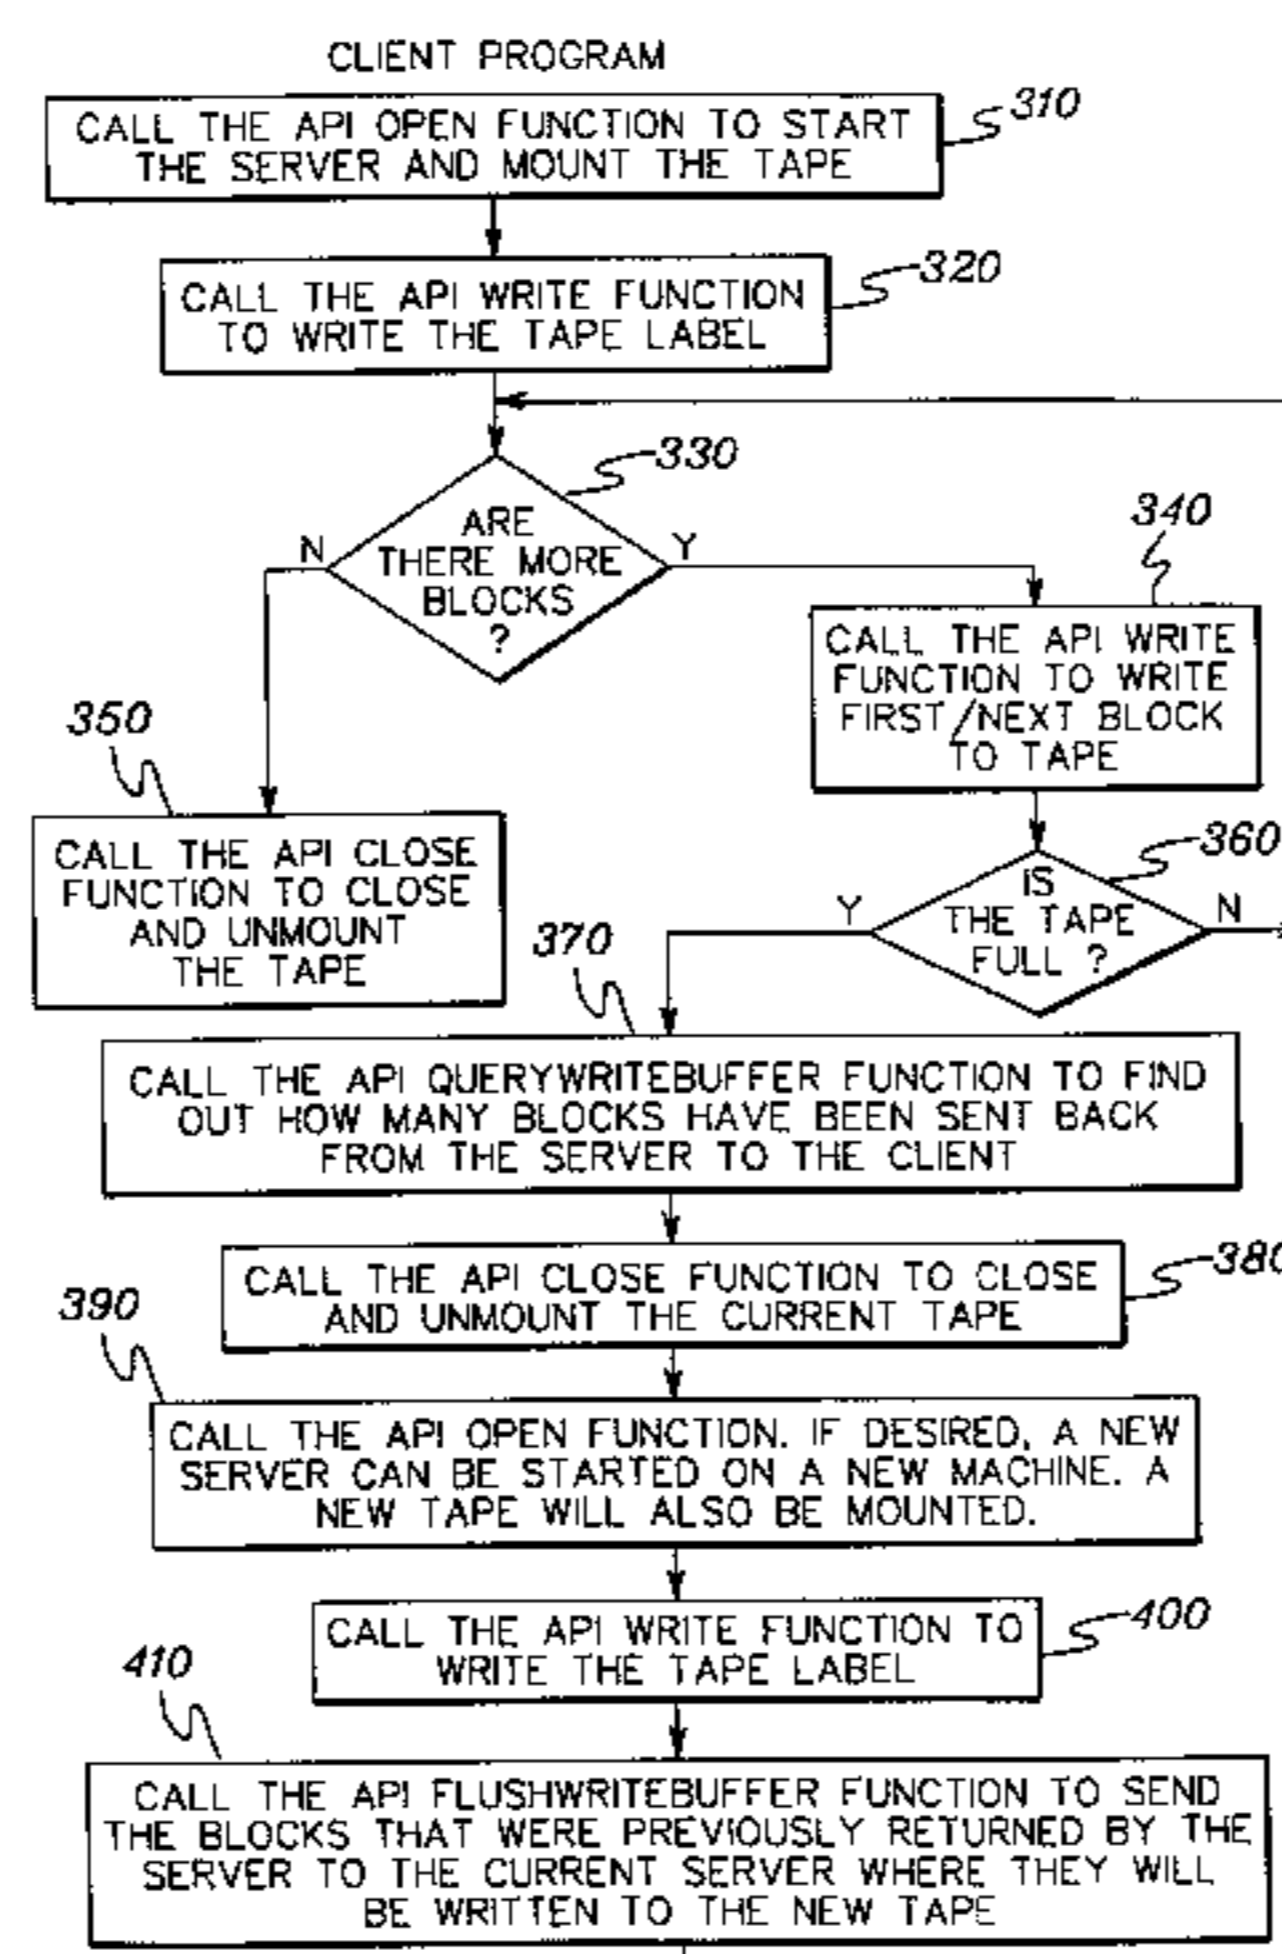 CLIENT PROGRAM
310
CALL THE API OPEN FUNCTION TO START
THE SERVER AND MOUNT THE TAPE
320
CALL THE API WRITE FUNCTION
TO WRITE THE TAPE LABEL
330
ARE
THERE MORE
BLOCKS
?
N
Y
340
CALL THE API WRITE
FUNCTION TO WRITE
FIRST/NEXT BLOCK
TO TAPE
350
CALL THE API CLOSE
FUNCTION TO CLOSE
AND UNMOUNT
THE TAPE
360
IS
THE TAPE
FULL ?
Y
N
370
CALL THE API QUERYWRITEBUFFER FUNCTION TO FIND
OUT HOW MANY BLOCKS HAVE BEEN SENT BACK
FROM THE SERVER TO THE CLIENT
380
CALL THE API CLOSE FUNCTION TO CLOSE
AND UNMOUNT THE CURRENT TAPE
390
CALL THE API OPEN FUNCTION. IF DESIRED, A NEW
SERVER CAN BE STARTED ON A NEW MACHINE. A
NEW TAPE WILL ALSO BE MOUNTED.
400
CALL THE API WRITE FUNCTION TO
WRITE THE TAPE LABEL
410
CALL THE API FLUSHWRITEBUFFER FUNCTION TO SEND
THE BLOCKS THAT WERE PREVIOUSLY RETURNED BY THE
SERVER TO THE CURRENT SERVER WHERE THEY WILL
BE WRITTEN TO THE NEW TAPE